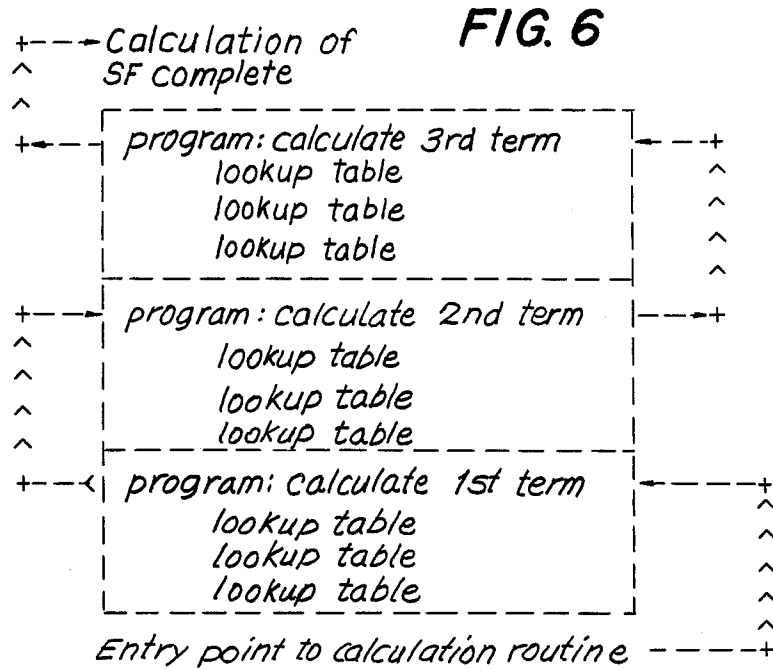 FIG. 6
Calculation of
SF complete
program: calculate 3rd term
lookup table
lookup table
lookup table
program: calculate 2nd term
lookup table
lookup table
lookup table
program: calculate 1st term
lookup table
lookup table
lookup table
Entry point to calculation routine